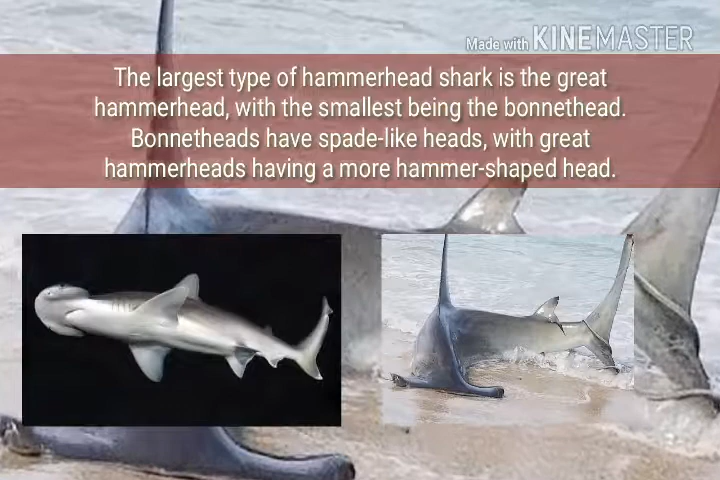 Made with KINEMASTER
The largest type of hammerhead shark is the great
hammerhead, with the smallest being the bonnethead.
Bonnetheads have spade-like heads, with great
hammerheads having a more hammer-shaped head.